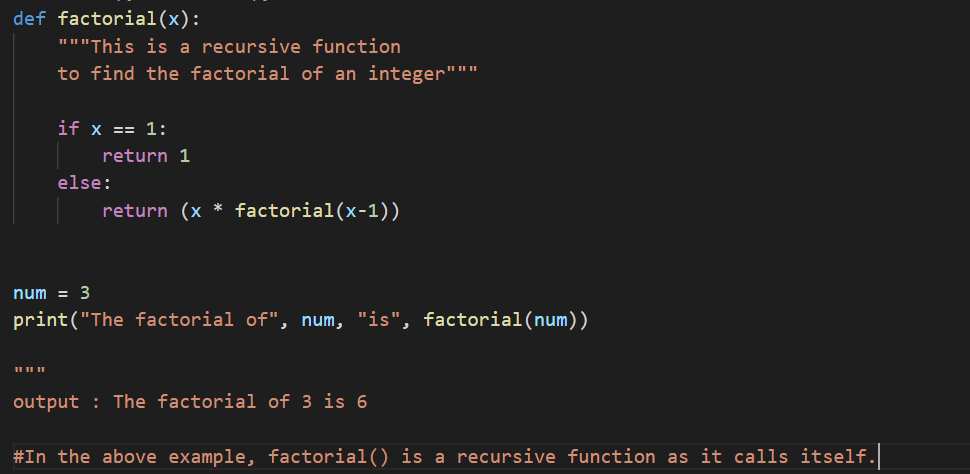 def factorial(x):
    """This is a recursive function
    to find the factorial of an integer"""

    if x == 1:
        return 1
    else:
        return (x * factorial(x-1))


num = 3
print("The factorial of", num, "is", factorial(num))

"""
output : The factorial of 3 is 6

#In the above example, factorial() is a recursive function as it calls itself.